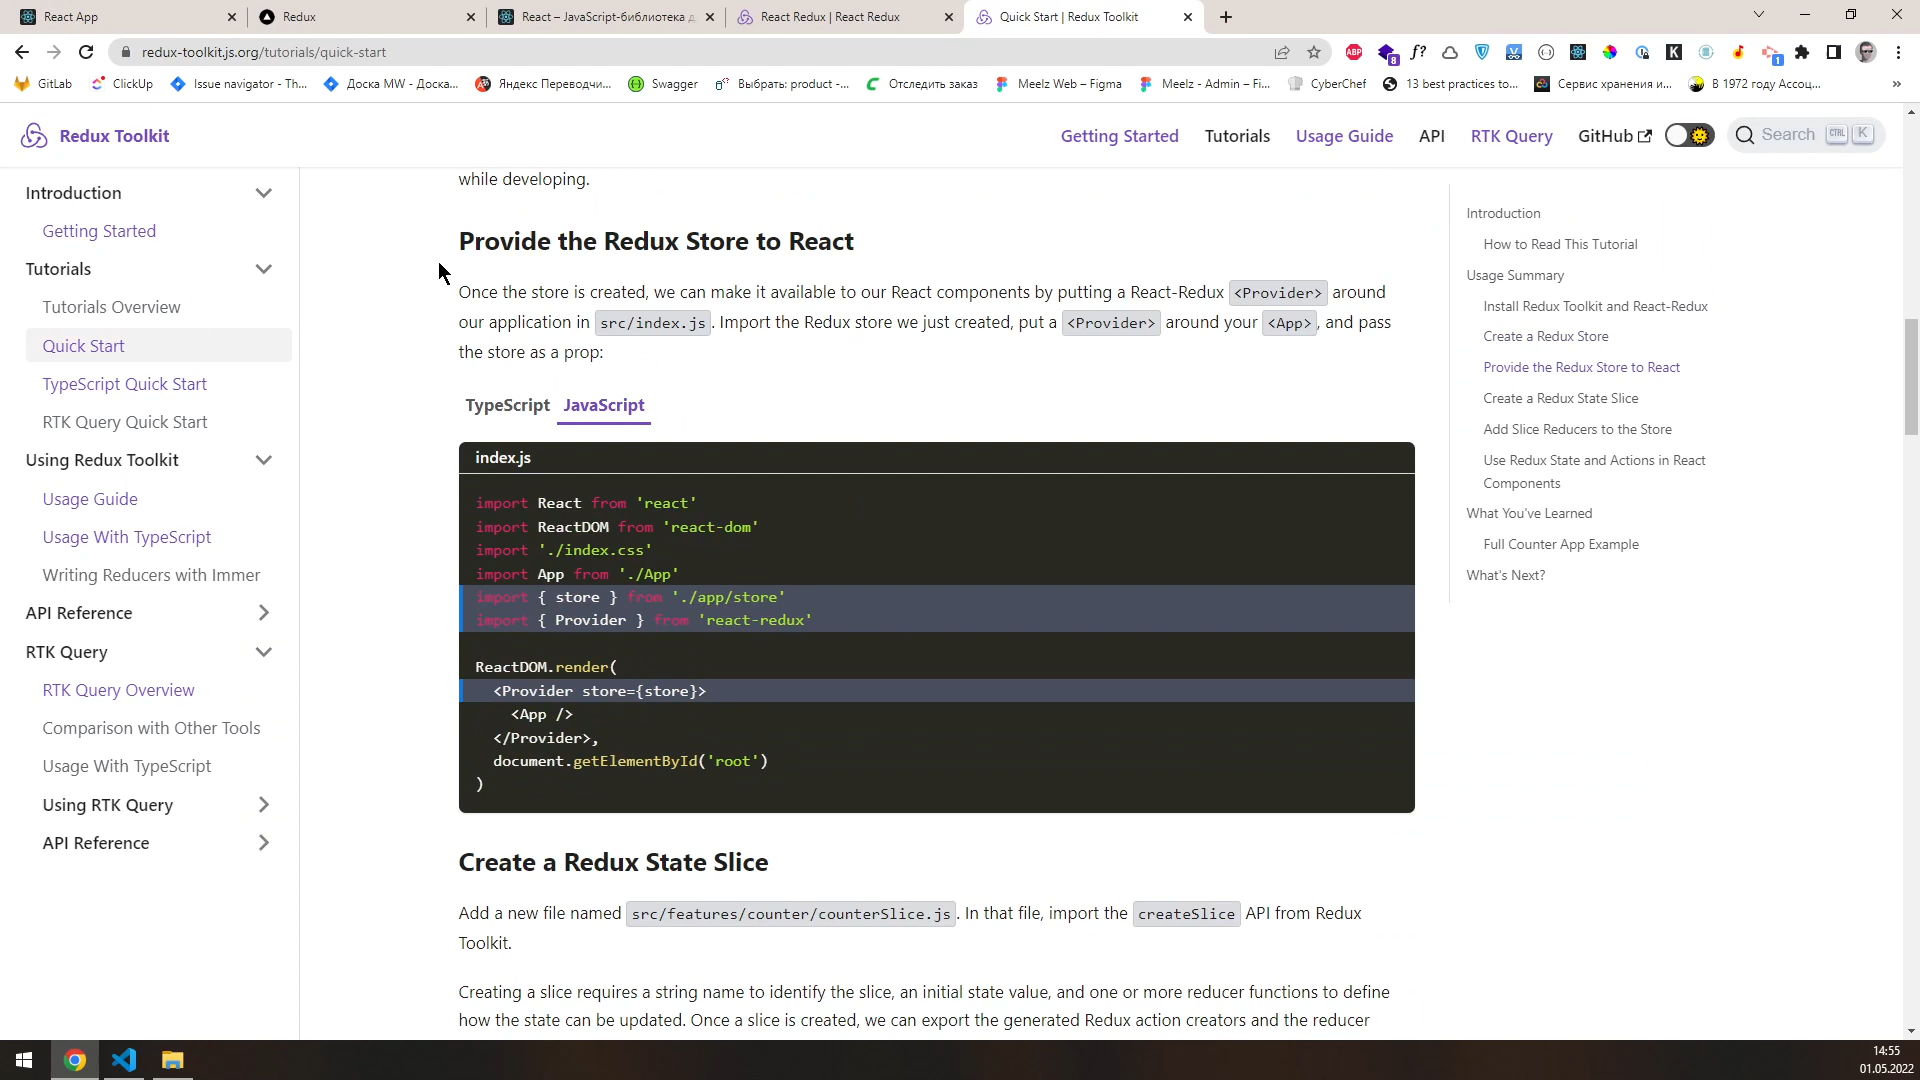 React App
Redux
React – JavaScript-библиотека д
React Redux | React Redux
Quick Start | Redux Toolkit
redux-toolkit.js.org/tutorials/quick-start
GitLab
ClickUp
Issue navigator - Th...
Доска MW - Доска...
Яндекс Переводчи...
Swagger
Выбрать: product -...
Отследить заказ
Meelz Web – Figma
Meelz - Admin – Fi...
CyberChef
13 best practices to...
Сервис хранения и...
В 1972 году Ассоц...
Redux Toolkit
Getting Started
Tutorials
Usage Guide
API
RTK Query
GitHub
Search
CTRL
K
Introduction
Getting Started
Tutorials
Tutorials Overview
Quick Start
TypeScript Quick Start
RTK Query Quick Start
Using Redux Toolkit
Usage Guide
Usage With TypeScript
Writing Reducers with Immer
API Reference
RTK Query
RTK Query Overview
Comparison with Other Tools
Usage With TypeScript
Using RTK Query
API Reference
while developing.
Provide the Redux Store to React
Once the store is created, we can make it available to our React components by putting a React-Redux <Provider> around
our application in src/index.js. Import the Redux store we just created, put a <Provider> around your <App>, and pass
the store as a prop:
TypeScript
JavaScript
index.js
import React from 'react'
import ReactDOM from 'react-dom'
import './index.css'
import App from './App'
import { store } from './app/store'
import { Provider } from 'react-redux'
ReactDOM.render(
<Provider store={store}>
<App />
</Provider>,
document.getElementById('root')
)
Create a Redux State Slice
Add a new file named src/features/counter/counterSlice.js. In that file, import the createSlice API from Redux
Toolkit.
Creating a slice requires a string name to identify the slice, an initial state value, and one or more reducer functions to define
how the state can be updated. Once a slice is created, we can export the generated Redux action creators and the reducer
Introduction
How to Read This Tutorial
Usage Summary
Install Redux Toolkit and React-Redux
Create a Redux Store
Provide the Redux Store to React
Create a Redux State Slice
Add Slice Reducers to the Store
Use Redux State and Actions in React
Components
What You've Learned
Full Counter App Example
What's Next?
14:55
01.05.2022